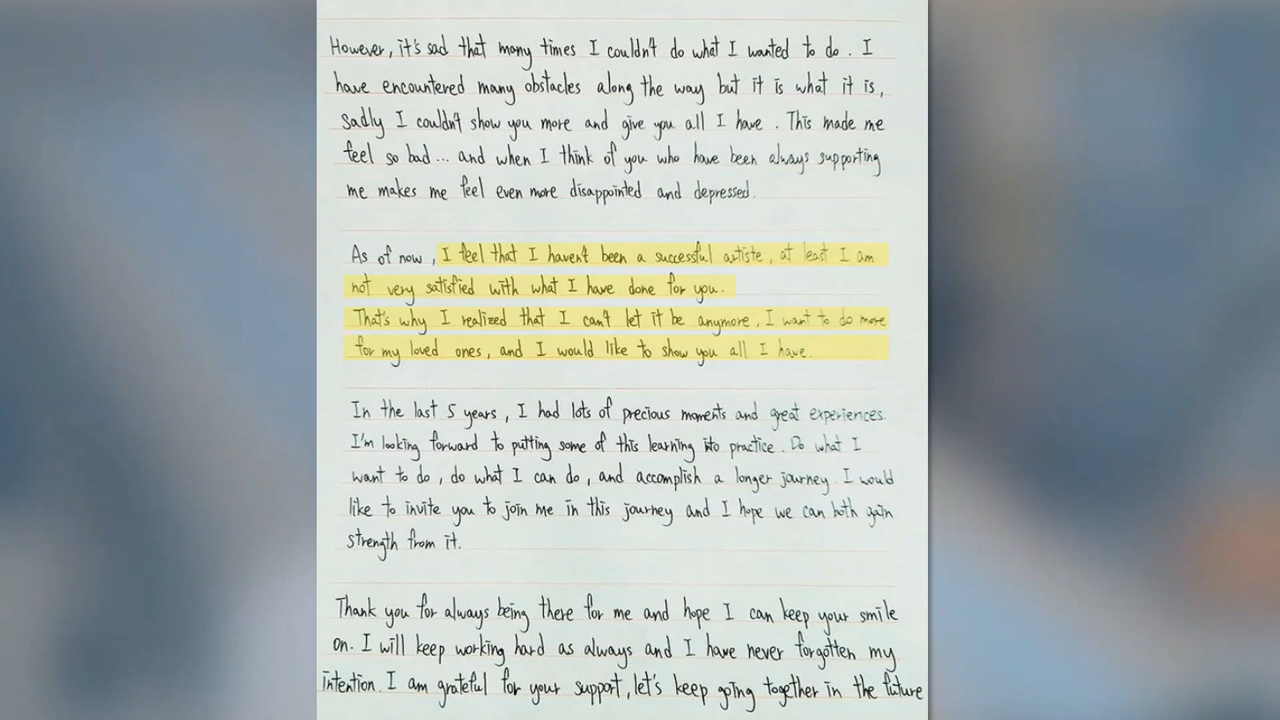 However, it's sad that many times I couldn't do what I wanted to do. I
have encountered many obstacles along the way but it is what it is,
sadly I couldn't show you more and give you all I have. This made me
feel so bad... and when I think of you who have been always supporting
me makes me feel even more disappointed and depressed.
As of now, I feel that I haven't been a successful artiste, at least I am
not very satisfied with what I have done for you.
That's why I realized that I can't let it be anymore, I want to do more
for my loved ones, and I would like to show you all I have.
In the last 5 years, I had lots of precious moments and great experiences.
I'm looking forward to putting some of this learning into practice. Do what I
want to do, do what I can do, and accomplish a longer journey. I would
like to invite you to join me in this journey and I hope we can both gain
strength from it.
Thank you for always being there for me and hope I can keep your smile
on. I will keep working hard as always and I have never forgotten my
intention. I am grateful for your support, let's keep going together in the future